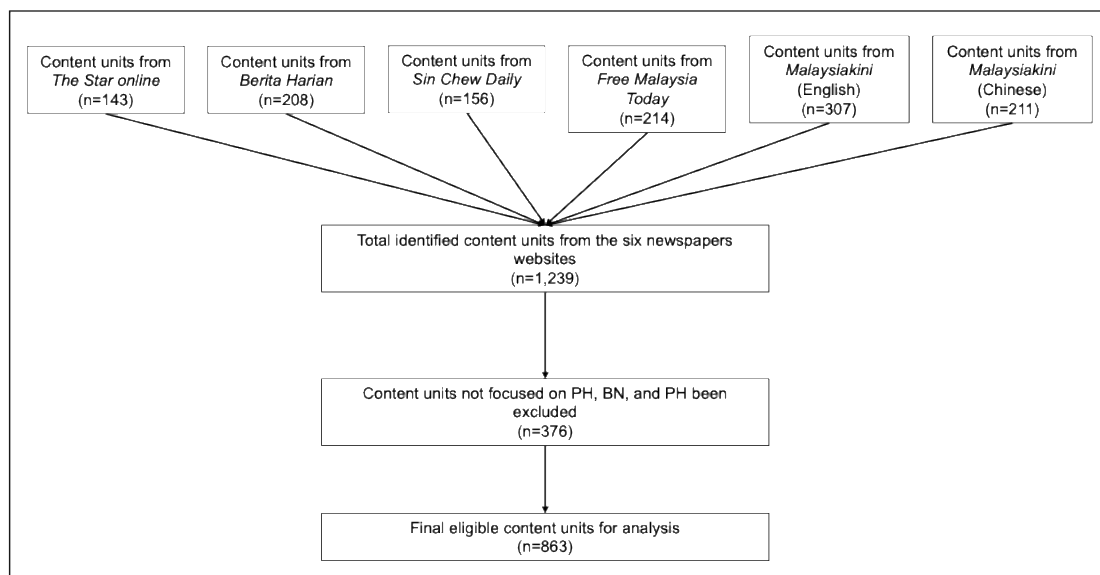 Content units from
The Star online
(n=143)
Content units from
Berita Harian
(n=208)
Content units from
Sin Chew Daily
(n=156)
Content units from
Free Malaysia
Today
(n=214)
Content units from
Malaysiakini
(English)
(n=307)
Content units from
Malaysiakini
(Chinese)
(n=211)
Total identified content units from the six newspapers
websites
(n=1,239)
Content units not focused on PH, BN, and PH been
excluded
(n=376)
Final eligible content units for analysis
(n=863)